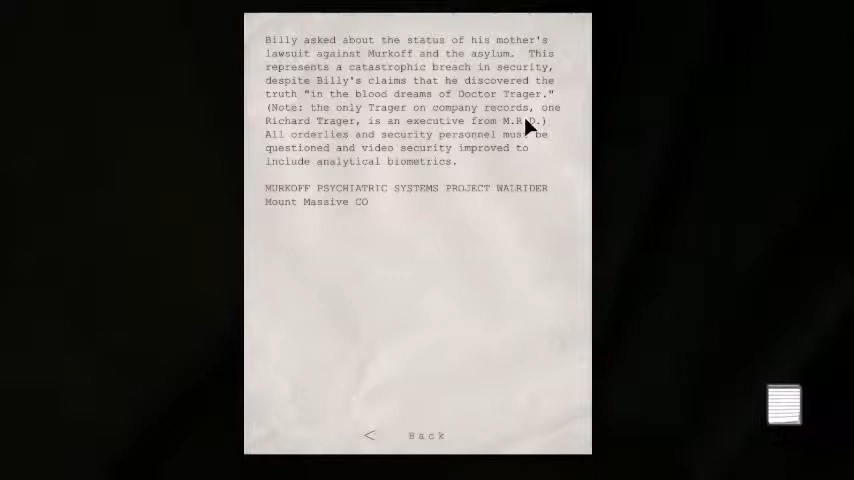 Billy asked about the status of his mother's
lawsuit against Murkoff and the asylum. This
represents a catastrophic breach in security,
despite Billy's claims that he discovered the
truth "in the blood dreams of Doctor Trager."
(Note: the only Trager on company records, one
Richard Trager, is an executive from M.R.D.)
All orderlies and security personnel must be
questioned and video security improved to
include analytical biometrics.
MURKOFF PSYCHIATRIC SYSTEMS PROJECT WALRIDER
Mount Massive CO
< Back